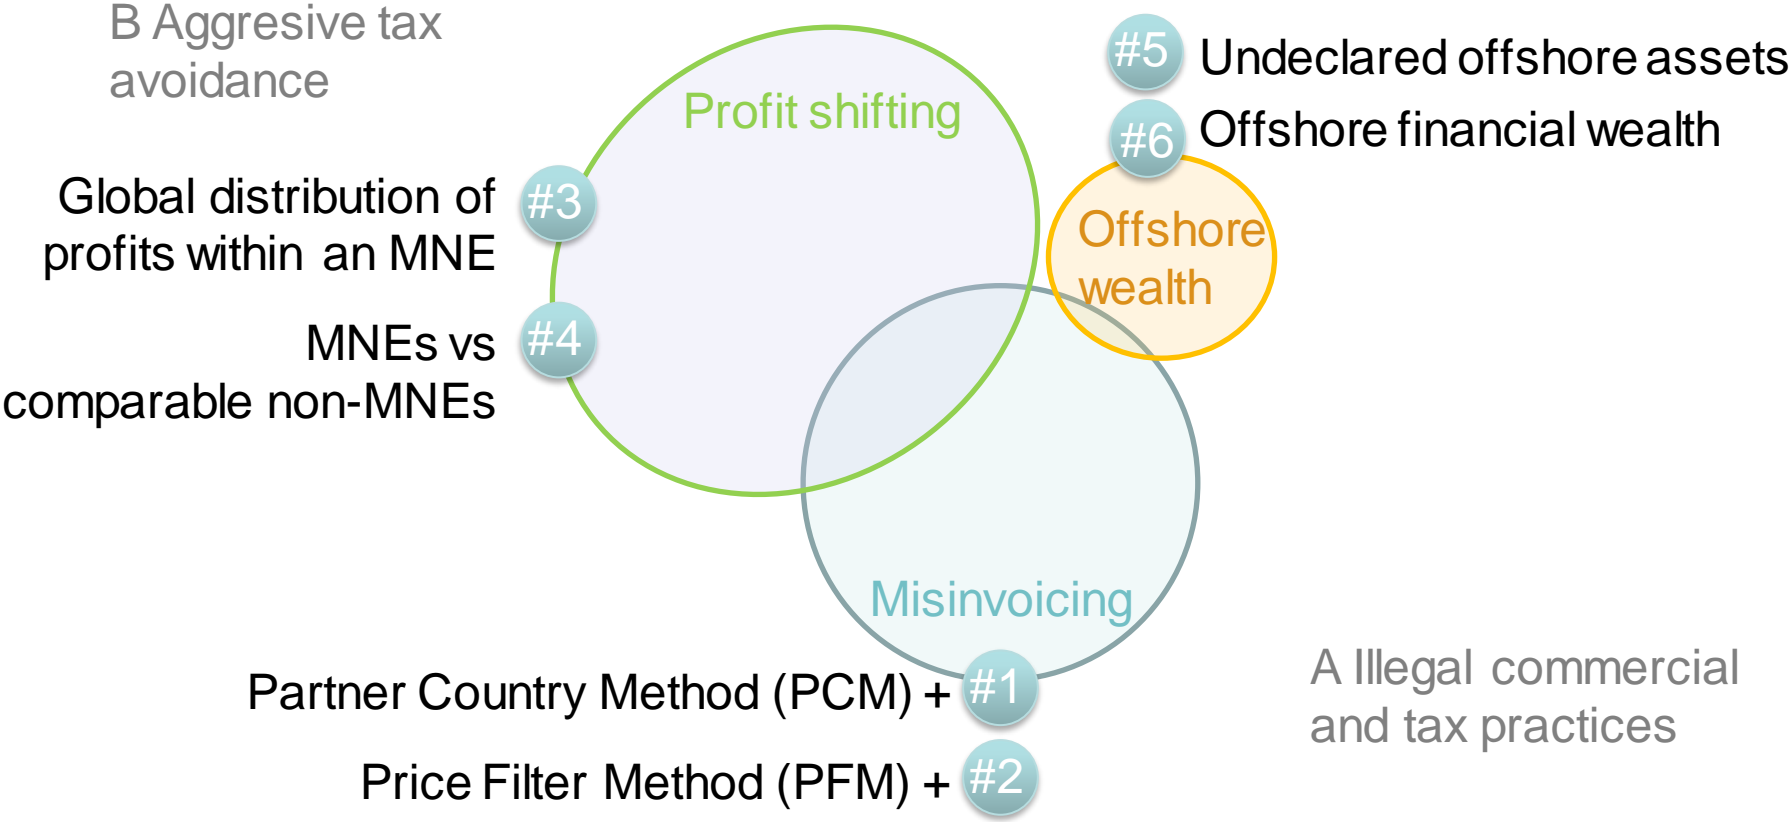 B Aggresive tax
avoidance
Profit shifting
#5 Undeclared offshore assets
#6 Offshore financial wealth
Global distribution of
profits within an MNE
#3
Offshore
wealth
MNEs vs
comparable non-MNEs
#4
Misinvoicing
Partner Country Method (PCM) + #1
Price Filter Method (PFM) + #2
A Illegal commercial
and tax practices